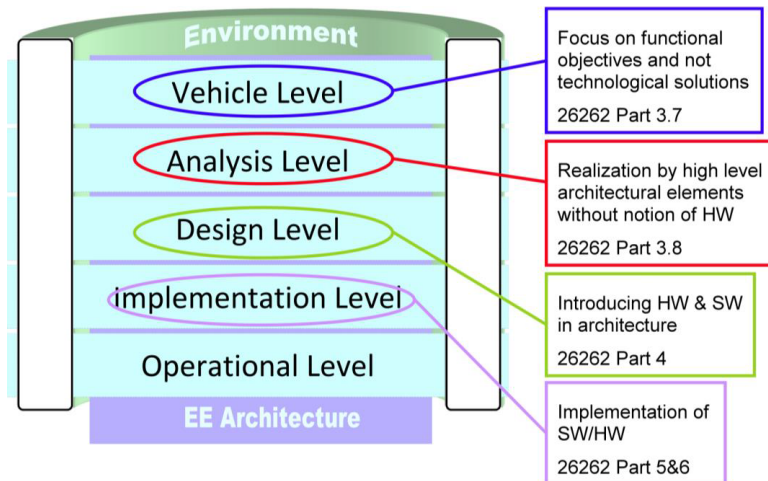 Environment
Vehicle Level
Analysis Level
Design Level
Implementation Level
Operational Level
EE Architecture
Focus on functional
objectives and not
technological solutions
26262 Part 3.7
Realization by high level
architectural elements
without notion of HW
26262 Part 3.8
Introducing HW & SW
in architecture
26262 Part 4
Implementation of
SW/HW
26262 Part 5&6